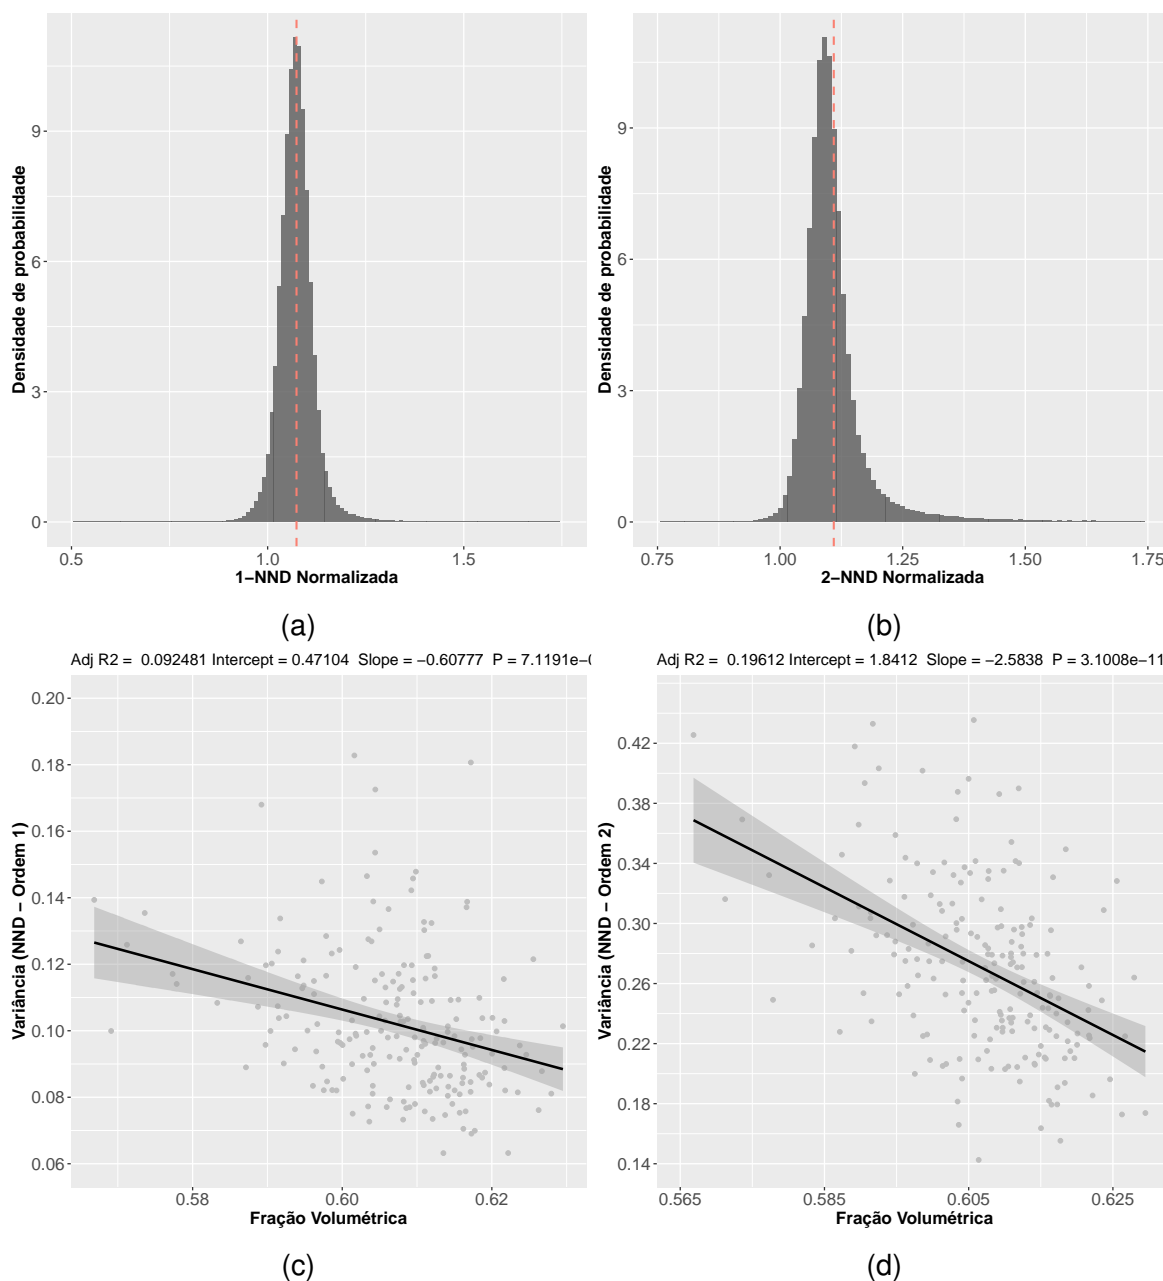 Densidade de probabilidade
9
6
3
0
0.5 1.0 1.5
1−NND Normalizada
(a)
Densidade de probabilidade
9
6
3
0
0.75 1.00 1.25 1.50 1.75
2−NND Normalizada
(b)
Adj R2 = 0.092481 Intercept = 0.47104 Slope = −0.60777 P = 7.1191e−0
Variância (NND − Ordem 1)
0.20
0.18
0.16
0.14
0.12
0.10
0.08
0.06
0.58 0.60 0.62
Fração Volumétrica
(c)
Adj R2 = 0.19612 Intercept = 1.8412 Slope = −2.5838 P = 3.1008e−11
Variância (NND − Ordem 2)
0.42
0.38
0.34
0.30
0.26
0.22
0.18
0.14
0.565 0.585 0.605 0.625
Fração Volumétrica
(d)